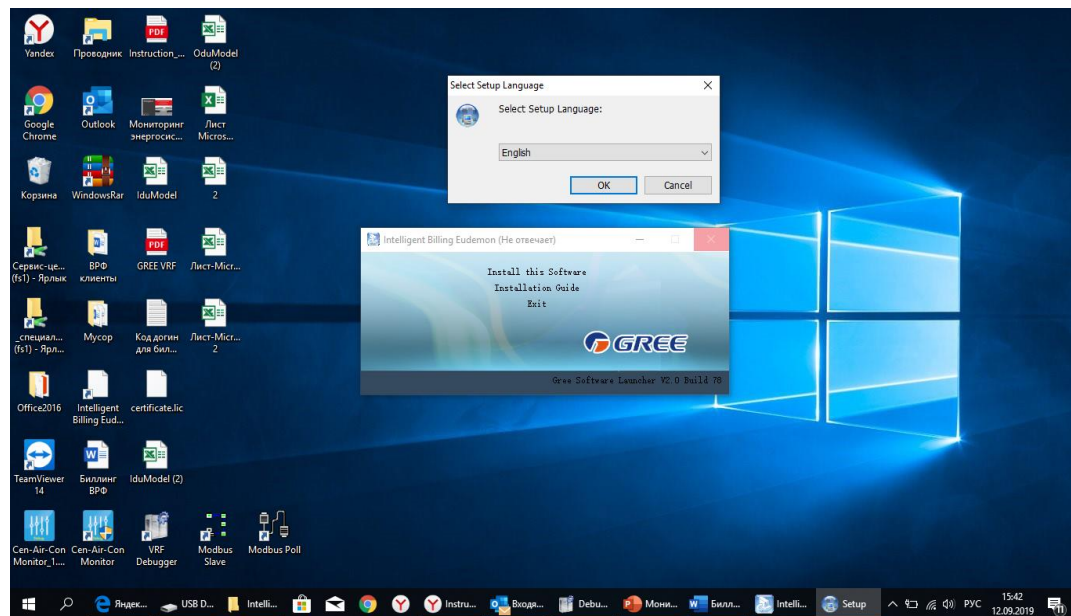 Yandex
Проводник
Instruction_...
OduModel
(2)
Google
Chrome
Outlook
Мониторинг
энергосис...
Лист
Micros...
Корзина
WindowsRar
IduModel
2
Сервис-це...
(fs1) - Ярлык
ВРФ
клиенты
GREE VRF
Лист-Micr...
_специал...
(fs1) - Ярл...
Мусор
Код догин
для бил...
Лист-Micr...
2
Office2016
Intelligent
Billing Eud...
certificate.lic
TeamViewer
14
Биллинг
ВРФ
IduModel (2)
Cen-Air-Con
Monitor_1....
Cen-Air-Con
Monitor
VRF
Debugger
Modbus
Slave
Modbus Poll
Select Setup Language
Select Setup Language:
English
OK
Cancel
Intelligent Billing Eudemon (Не отвечает)
Install this Software
Installation Guide
Exit
GREE
Gree Software Launcher V2.0 Build 78
Яндек...
USB D...
Intelli...
Instru...
Входя...
Debu...
Мони...
Билл...
Intelli...
Setup
РУС
15:42
12.09.2019